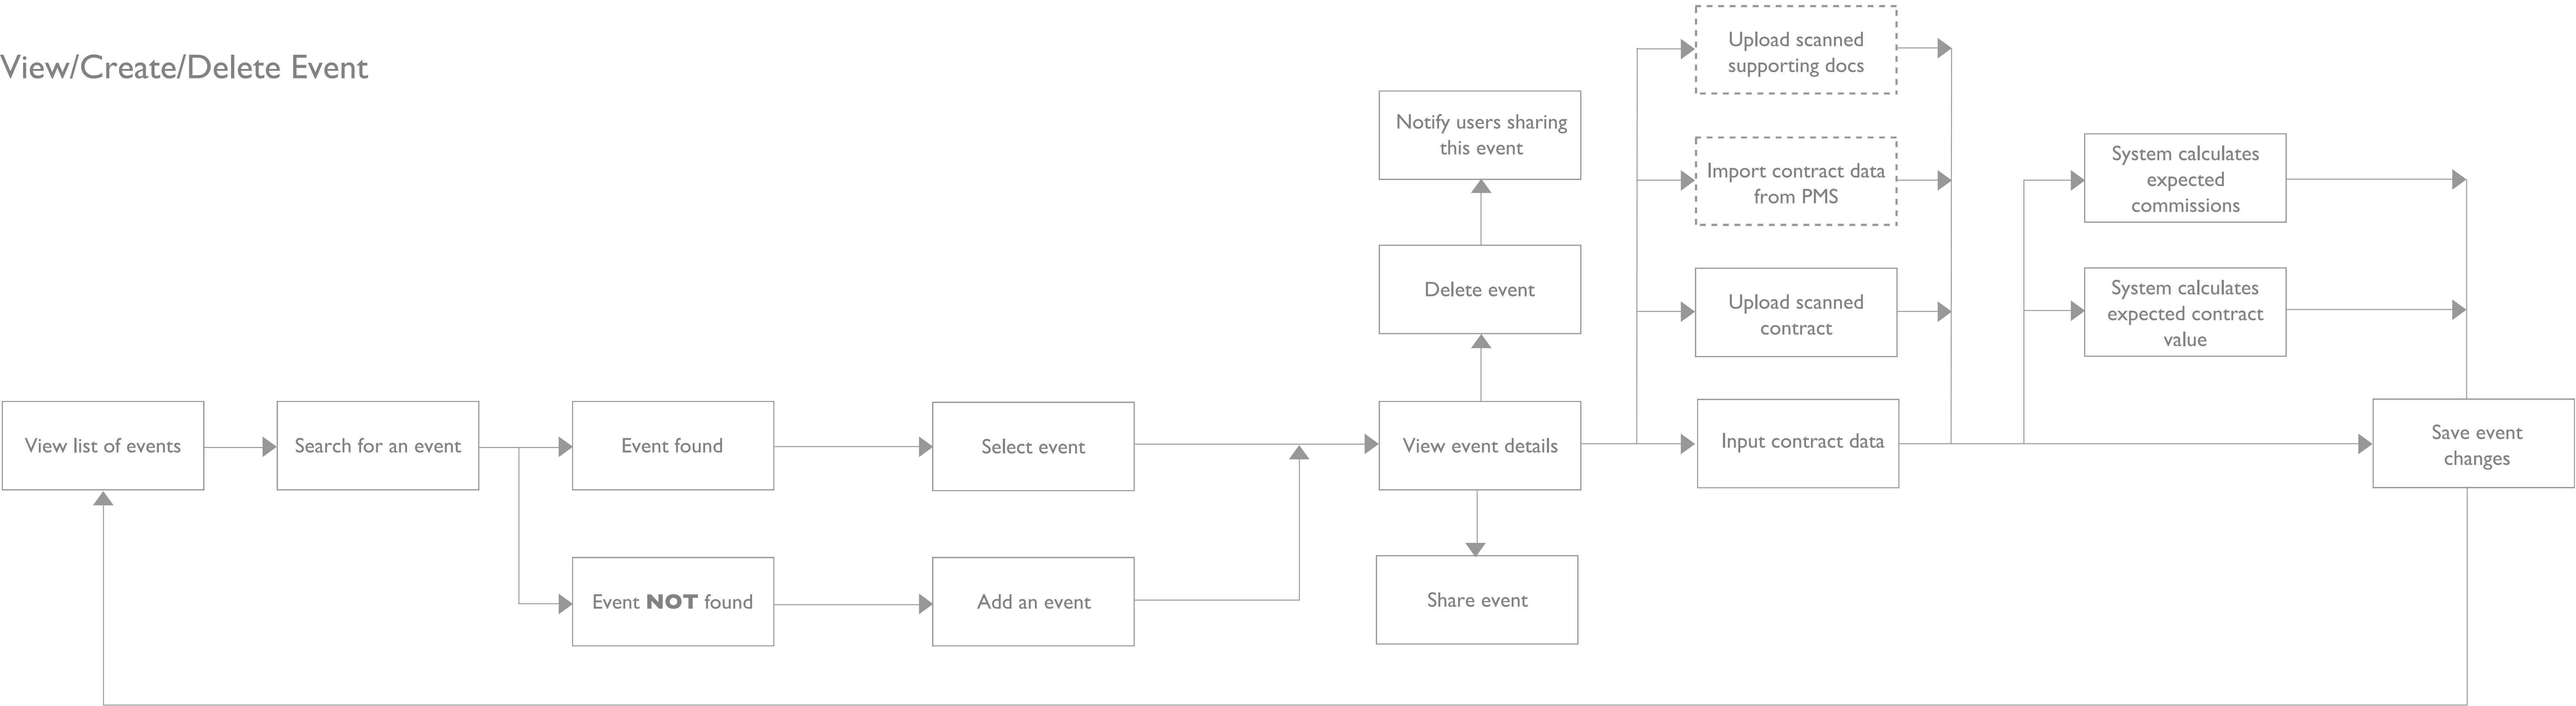 View/Create/Delete Event
Upload scanned
supporting docs
Notify users sharing
this event
Import contract data
from PMS
System calculates
expected
commissions
Delete event
Upload scanned
contract
System calculates
expected contract
value
View list of events
Search for an event
Event found
Select event
View event details
Input contract data
Save event
changes
Event NOT found
Add an event
Share event